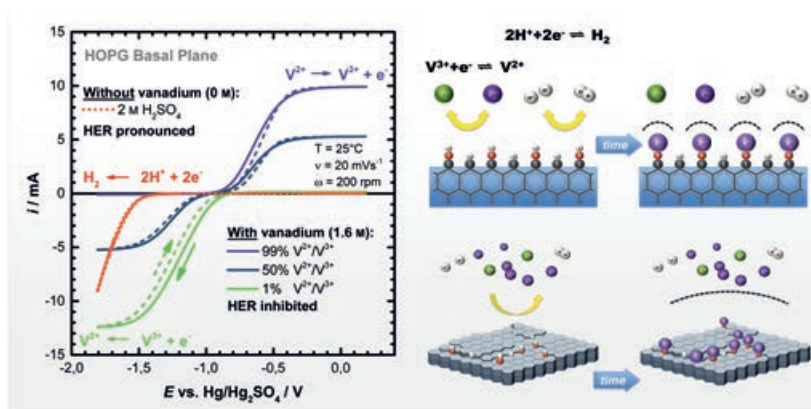 HOPG Basal Plane
V²⁺ → V³⁺ + e⁻
Without vanadium (0 M):
2 M H₂SO₄
HER pronounced
T = 25°C
ν = 20 mVs⁻¹
ω = 200 rpm
H₂ ← 2H⁺ + 2e⁻
With vanadium (1.6 M):
99% V²⁺/V³⁺
50% V²⁺/V³⁺
1% V²⁺/V³⁺
HER inhibited
V²⁺ ← V³⁺ + e⁻
15
10
5
0
-5
-10
-15
i / mA
-2,0 -1,5 -1,0 -0,5 0,0 0,5
E vs. Hg/Hg₂SO₄ / V
2H⁺+2e⁻ ⇌ H₂
V³⁺+e⁻ ⇌ V²⁺
time
time